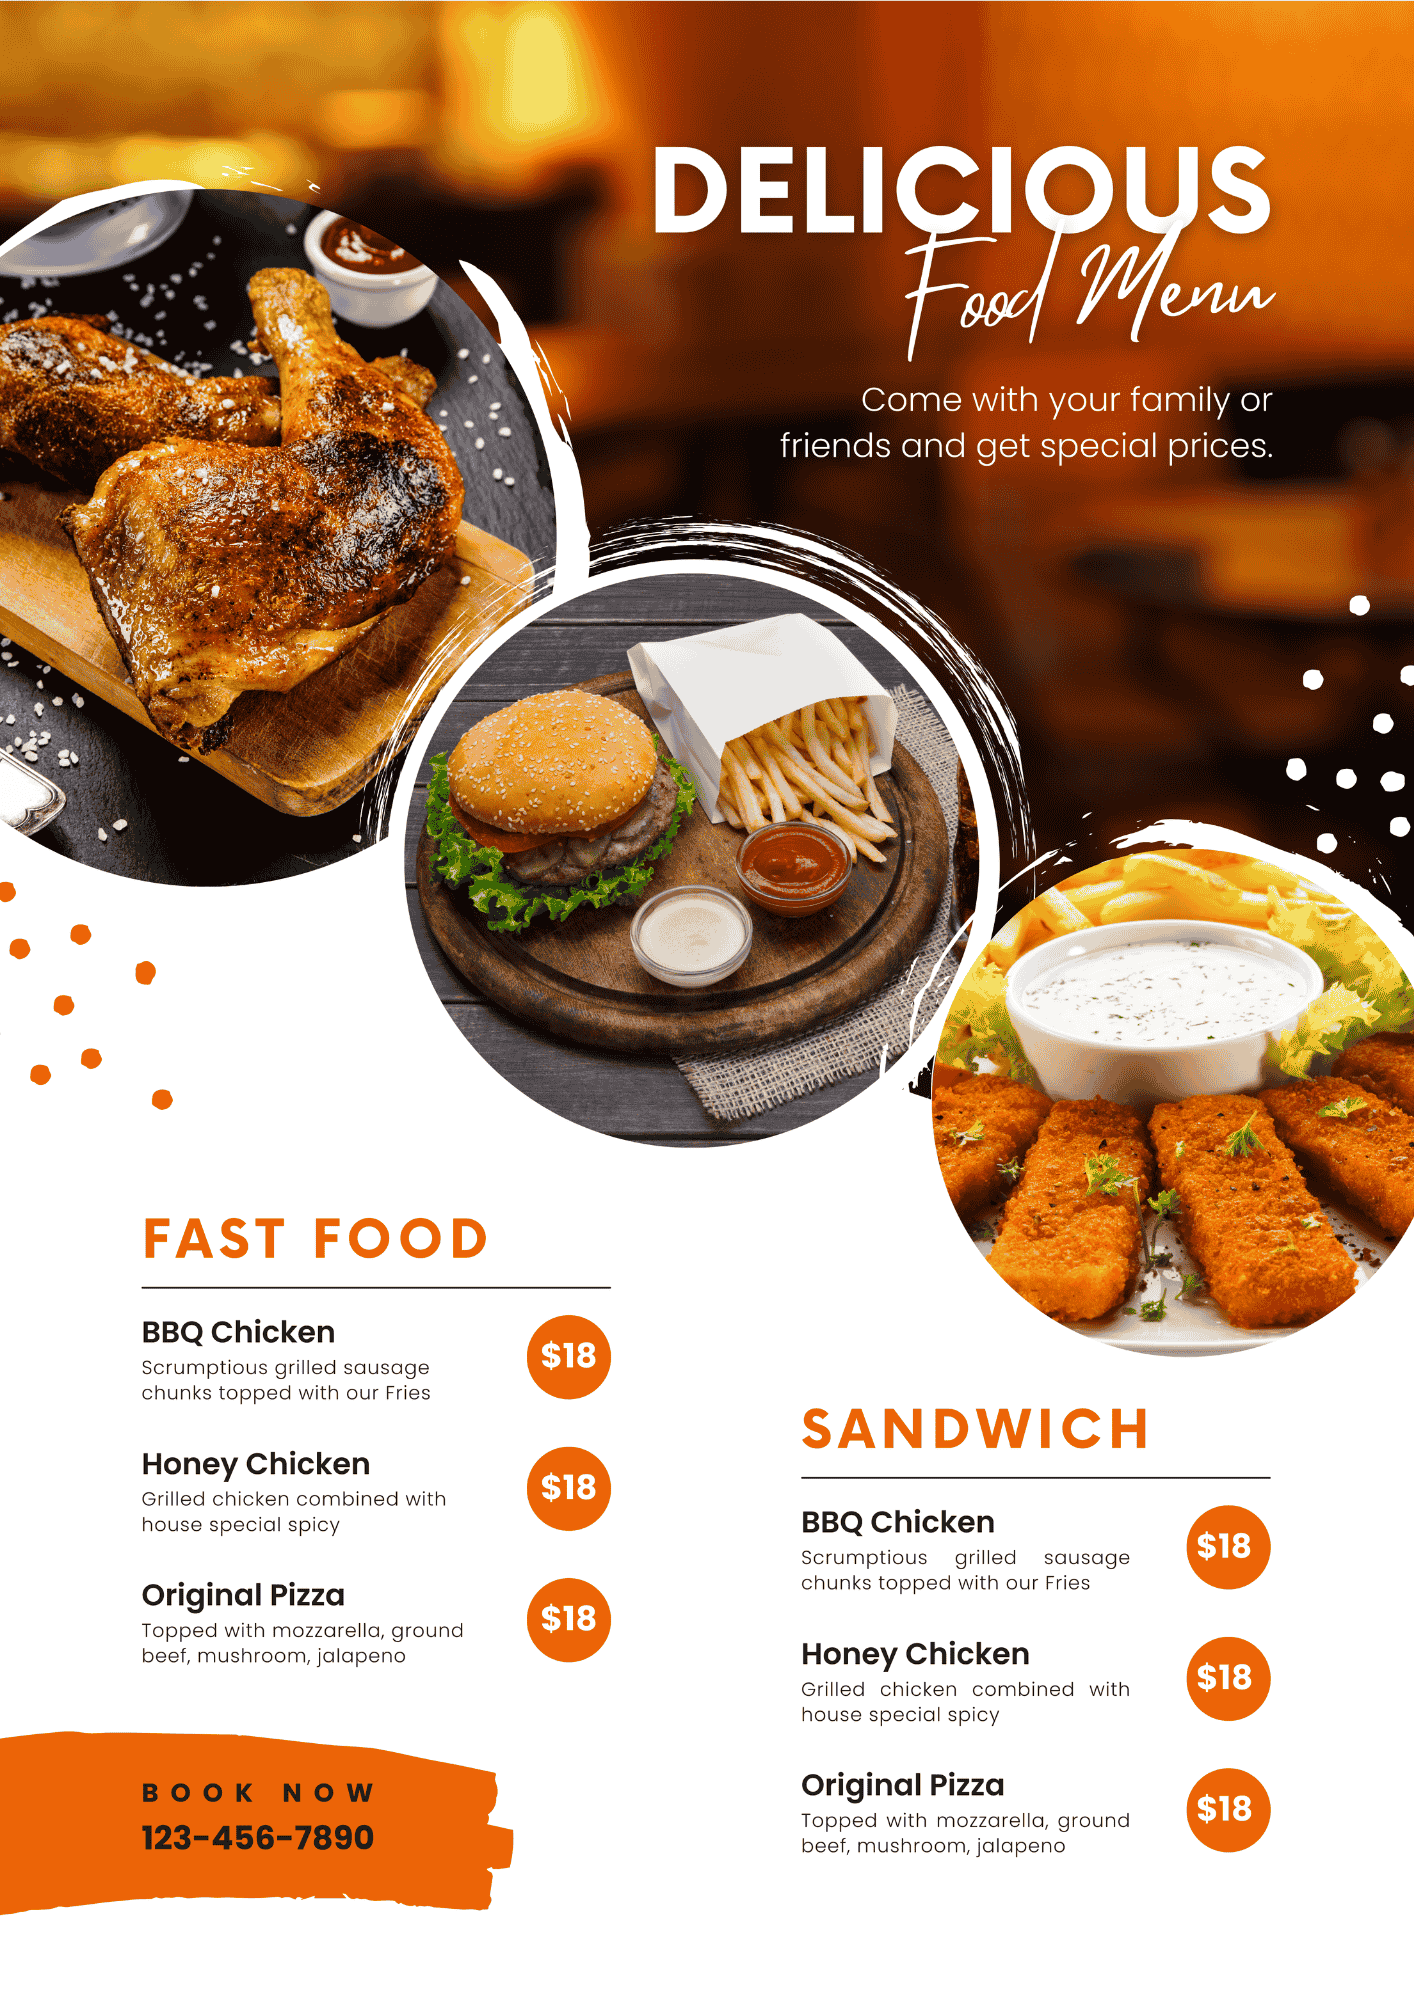 DELICIOUS
Food Menu
Come with your family or
friends and get special prices.
FAST FOOD
BBQ Chicken
Scrumptious grilled sausage
chunks topped with our Fries
$18
Honey Chicken
Grilled chicken combined with
house special spicy
$18
Original Pizza
Topped with mozzarella, ground
beef, mushroom, jalapeno
$18
BOOK NOW
123-456-7890
SANDWICH
BBQ Chicken
Scrumptious grilled sausage
chunks topped with our Fries
$18
Honey Chicken
Grilled chicken combined with
house special spicy
$18
Original Pizza
Topped with mozzarella, ground
beef, mushroom, jalapeno
$18